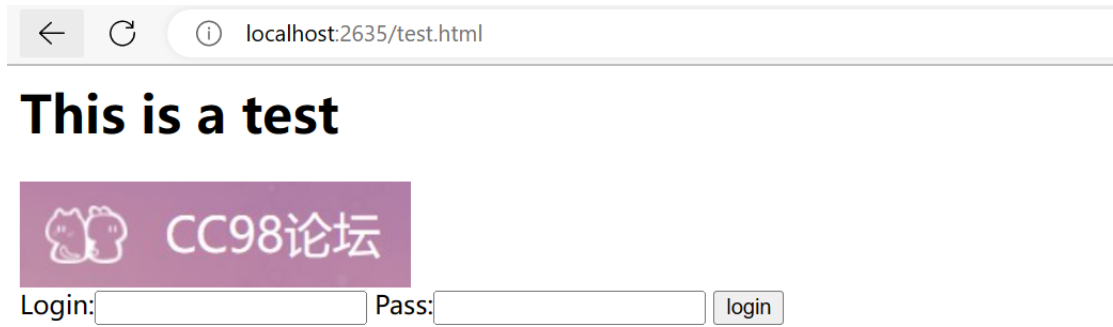 localhost:2635/test.html
This is a test
CC98论坛
Login: Pass: login